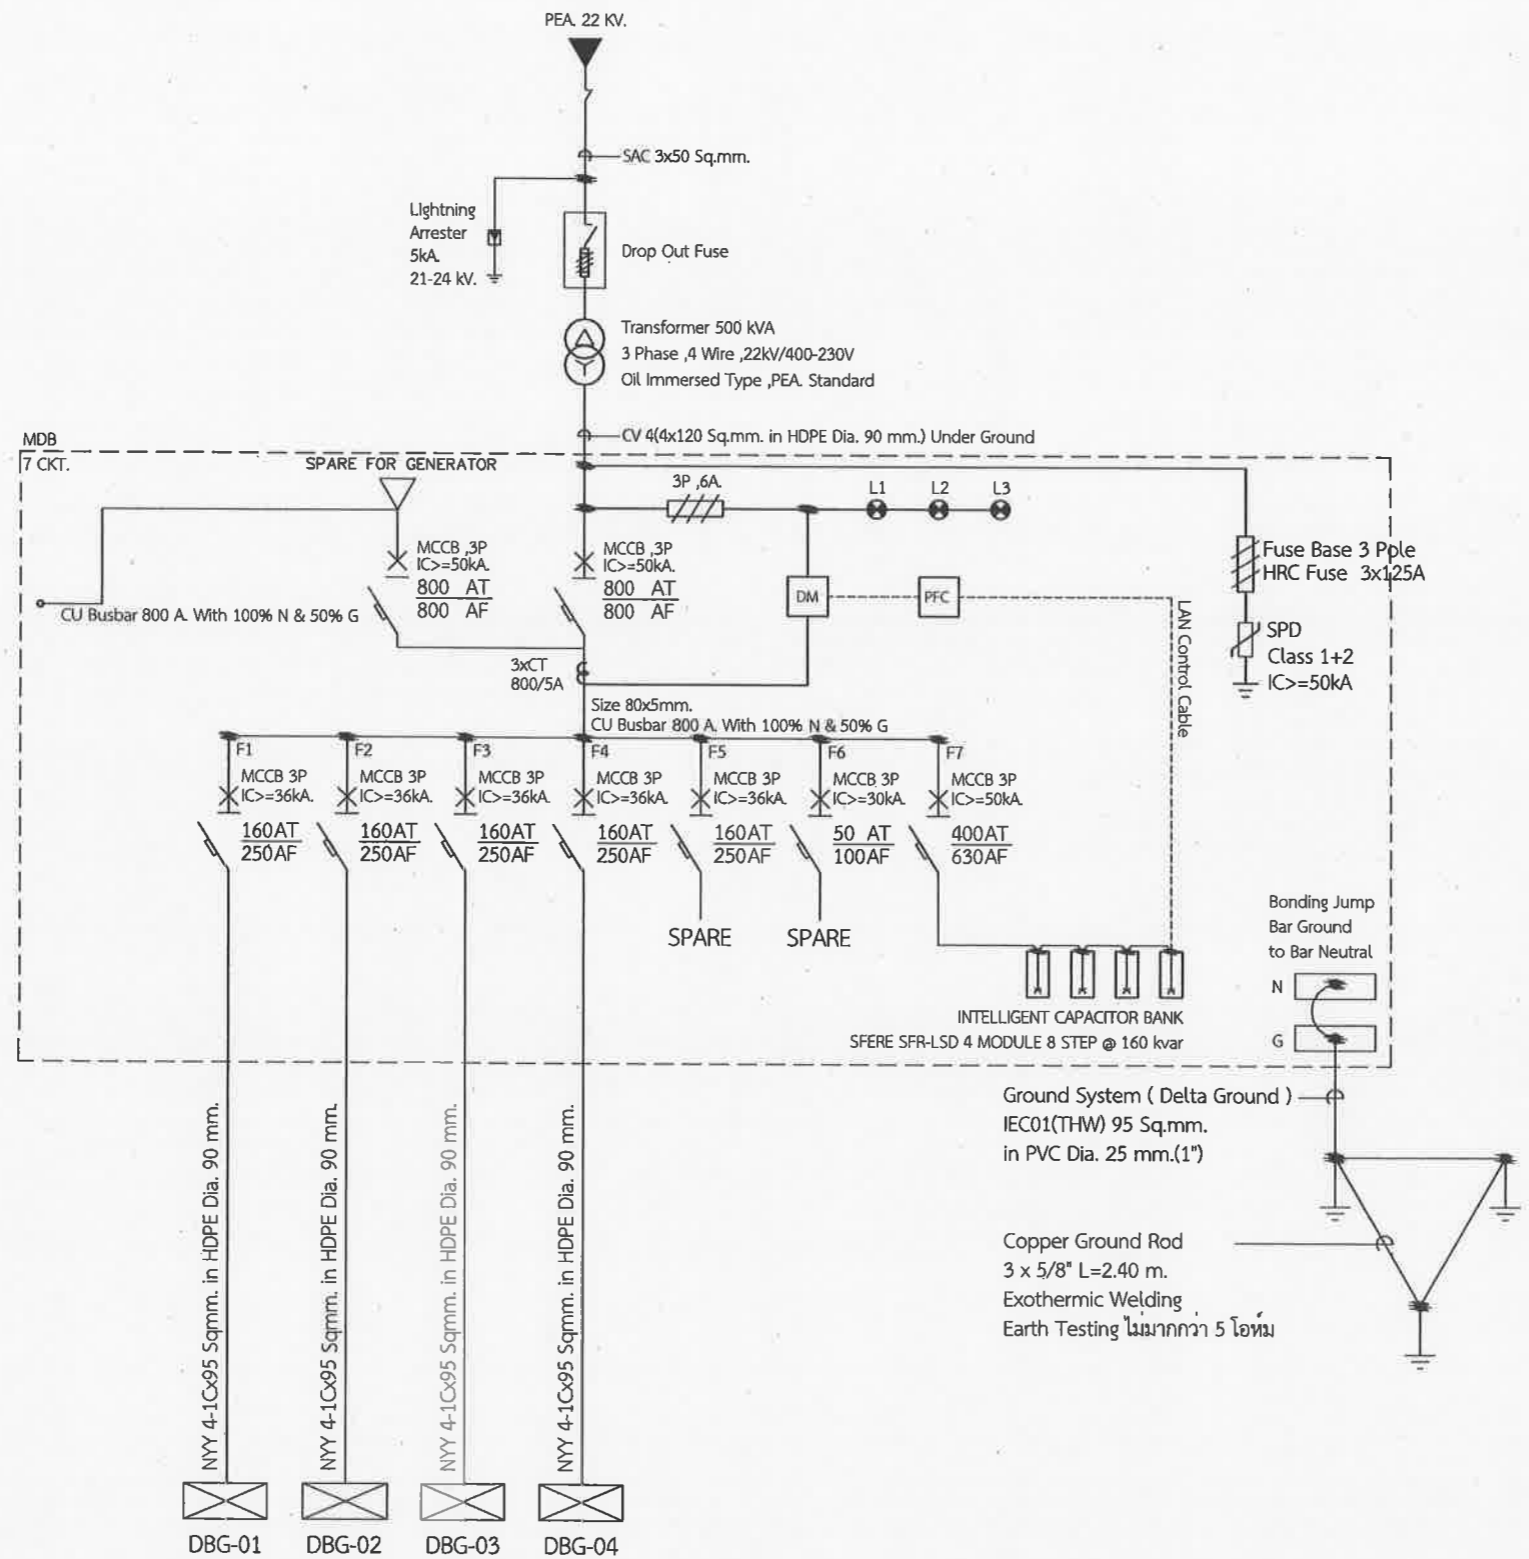 PEA. 22 KV.
SAC 3x50 Sq.mm.
Lightning
Arrester
5kA.
21-24 kV.
Drop Out Fuse
Transformer 500 kVA
3 Phase ,4 Wire ,22kV/400-230V
Oil Immersed Type ,PEA. Standard
CV 4(4x120 Sq.mm. in HDPE Dia. 90 mm.) Under Ground
MDB
7 CKT.
SPARE FOR GENERATOR
3P ,6A.
L1
L2
L3
MCCB ,3P
IC>=50kA.
800 AT
800 AF
MCCB ,3P
IC>=50kA.
800 AT
800 AF
CU Busbar 800 A. With 100% N & 50% G
DM
PFC
LAN Control Cable
Fuse Base 3 Pole
HRC Fuse 3x125A
SPD
Class 1+2
IC>=50kA
3xCT
800/5A
Size 80x5mm.
CU Busbar 800 A. With 100% N & 50% G
F1
MCCB 3P
IC>=36kA.
160AT
250AF
F2
MCCB 3P
IC>=36kA.
160AT
250AF
F3
MCCB 3P
IC>=36kA.
160AT
250AF
F4
MCCB 3P
IC>=36kA.
160AT
250AF
F5
MCCB 3P
IC>=36kA.
160AT
250AF
SPARE
F6
MCCB 3P
IC>=30kA.
50 AT
100AF
SPARE
F7
MCCB 3P
IC>=50kA.
400AT
630AF
INTELLIGENT CAPACITOR BANK
SFERE SFR-LSD 4 MODULE 8 STEP @ 160 kvar
Bonding Jump
Bar Ground
to Bar Neutral
N
G
Ground System ( Delta Ground )
IEC01(THW) 95 Sq.mm.
in PVC Dia. 25 mm.(1")
Copper Ground Rod
3 x 5/8" L=2.40 m.
Exothermic Welding
Earth Testing ไม่มากกว่า 5 โอห์ม
NYY 4-1Cx95 Sqmm. in HDPE Dia. 90 mm.
NYY 4-1Cx95 Sqmm. in HDPE Dia. 90 mm.
NYY 4-1Cx95 Sqmm. in HDPE Dia. 90 mm.
NYY 4-1Cx95 Sqmm. in HDPE Dia. 90 mm.
DBG-01
DBG-02
DBG-03
DBG-04